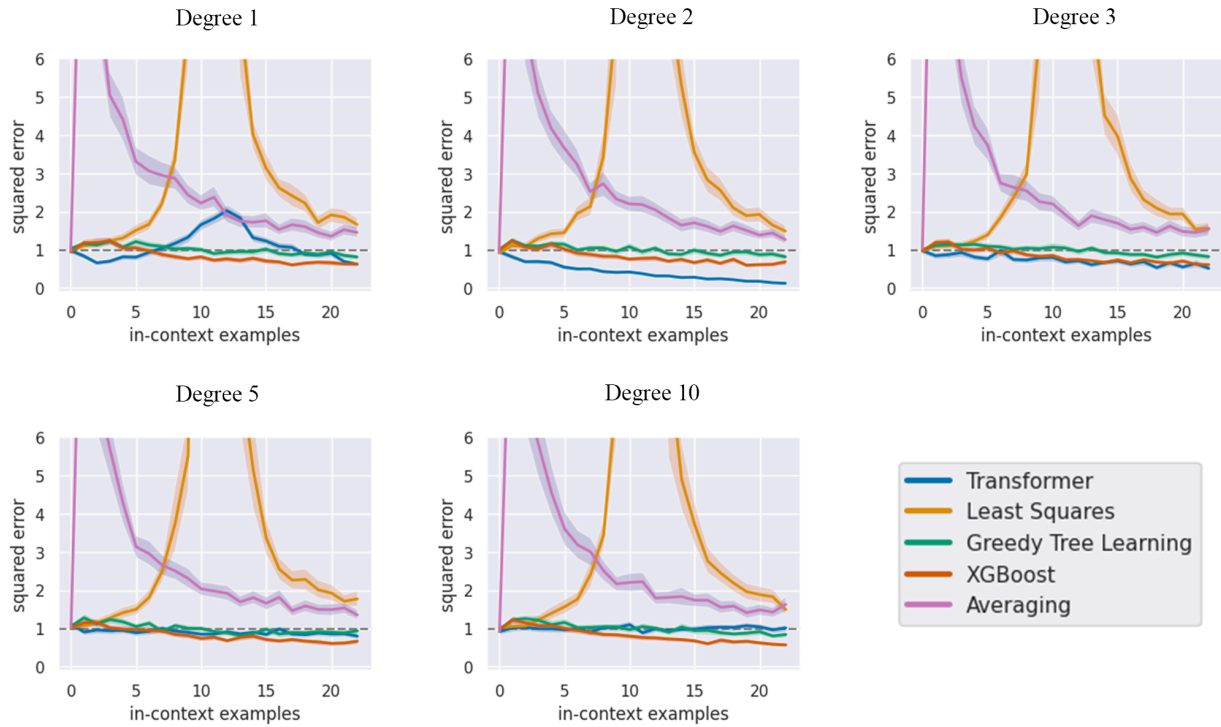 Degree 1
Degree 2
Degree 3
6
5
4
3
2
1
0
squared error
0 5 10 15 20
in-context examples
6
5
4
3
2
1
0
squared error
0 5 10 15 20
in-context examples
6
5
4
3
2
1
0
squared error
0 5 10 15 20
in-context examples
Degree 5
Degree 10
6
5
4
3
2
1
0
squared error
0 5 10 15 20
in-context examples
6
5
4
3
2
1
0
squared error
0 5 10 15 20
in-context examples
Transformer
Least Squares
Greedy Tree Learning
XGBoost
Averaging